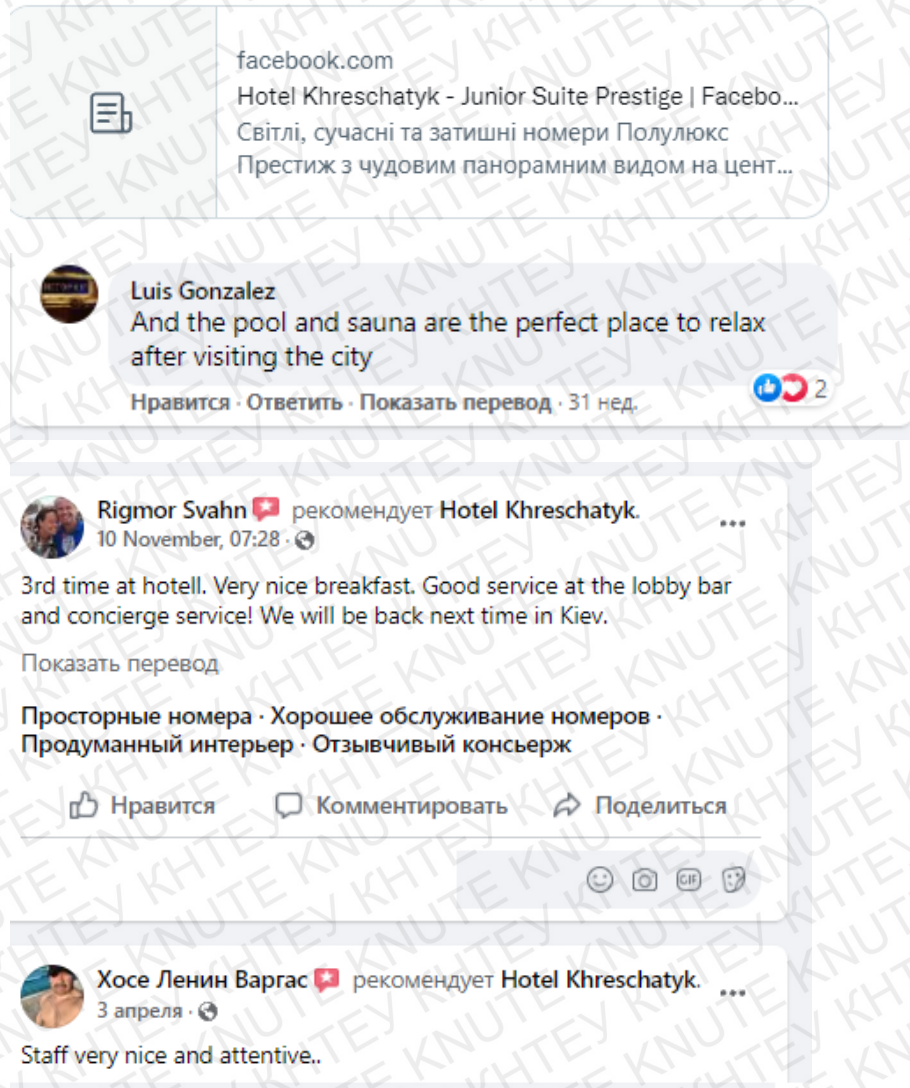 facebook.com
Hotel Khreschatyk - Junior Suite Prestige | Facebo...
Світлі, сучасні та затишні номери Полулюкс
Престиж з чудовим панорамним видом на цент...
Luis Gonzalez
And the pool and sauna are the perfect place to relax
after visiting the city
Нравится · Ответить · Показать перевод · 31 нед.
2
Rigmor Svahn рекомендует Hotel Khreschatyk.
10 November, 07:28 ·
3rd time at hotell. Very nice breakfast. Good service at the lobby bar
and concierge service! We will be back next time in Kiev.
Показать перевод
Просторные номера · Хорошее обслуживание номеров ·
Продуманный интерьер · Отзывчивый консьерж
Нравится Комментировать Поделиться
GIF
Хосе Ленин Варгас рекомендует Hotel Khreschatyk.
3 апреля ·
Staff very nice and attentive..
КНТЕУ KNUTE